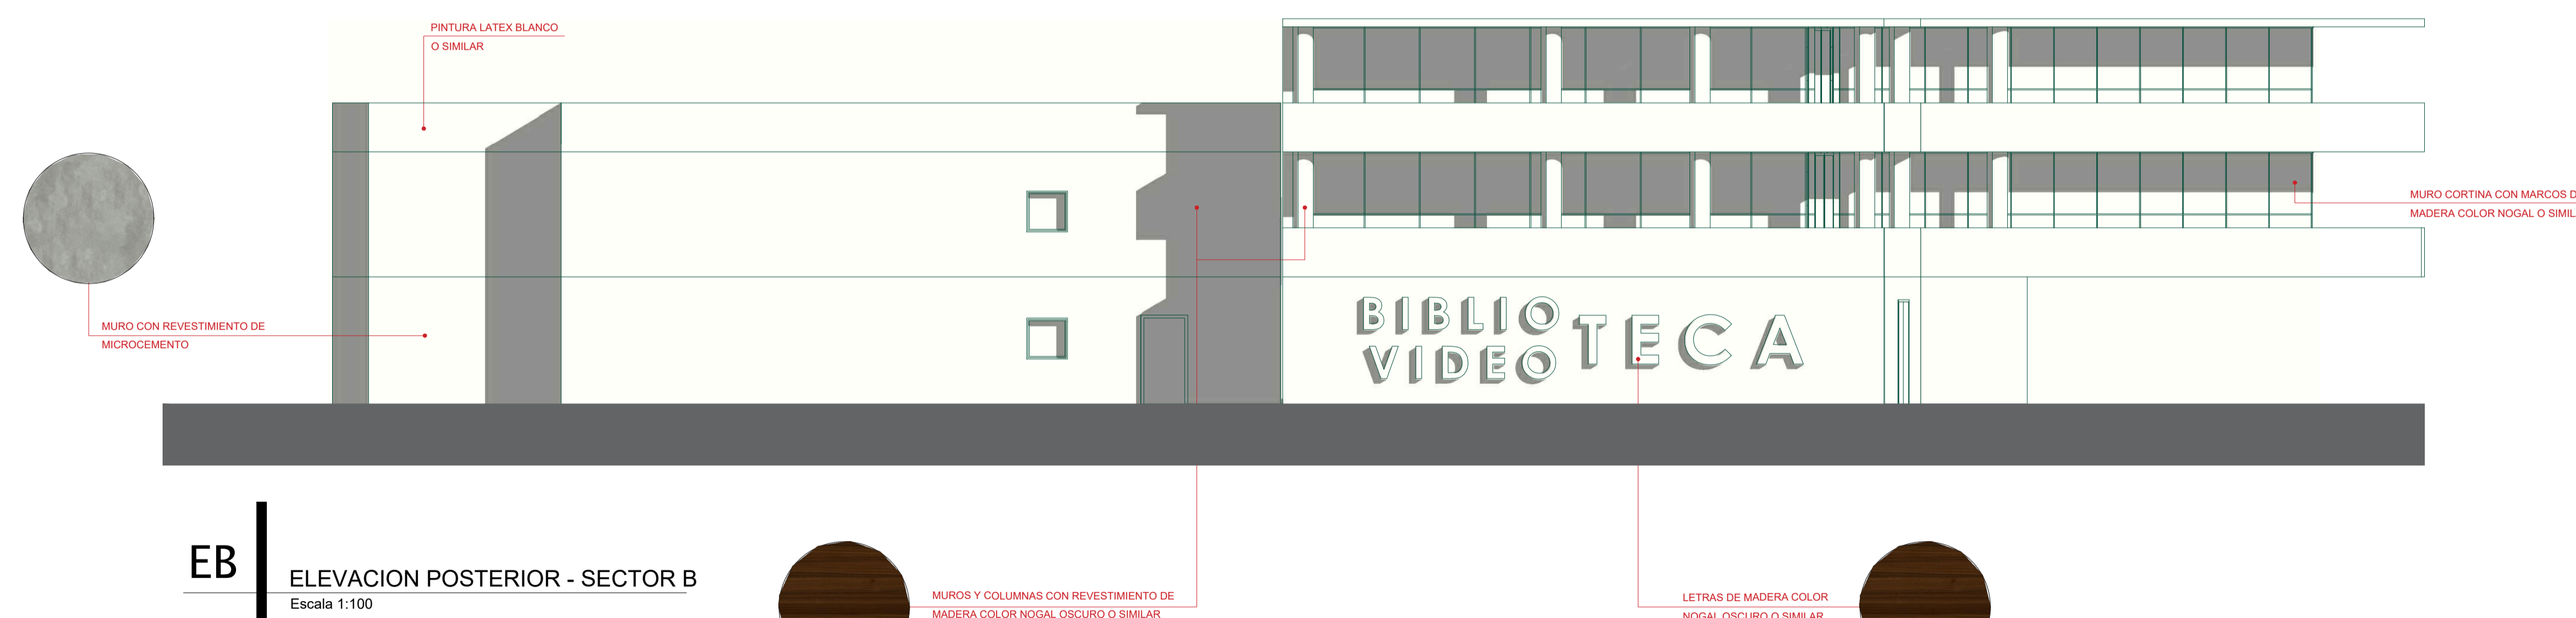 PINTURA LATEX BLANCO
O SIMILAR
MURO CORTINA CON MARCOS D
MADERA COLOR NOGAL O SIMIL
MURO CON REVESTIMIENTO DE
MICROCEMENTO
BIBLIO
VIDEO
TECA
EB
ELEVACION POSTERIOR - SECTOR B
Escala 1:100
MUROS Y COLUMNAS CON REVESTIMIENTO DE
MADERA COLOR NOGAL OSCURO O SIMILAR
LETRAS DE MADERA COLOR
NOGAL OSCURO O SIMILAR